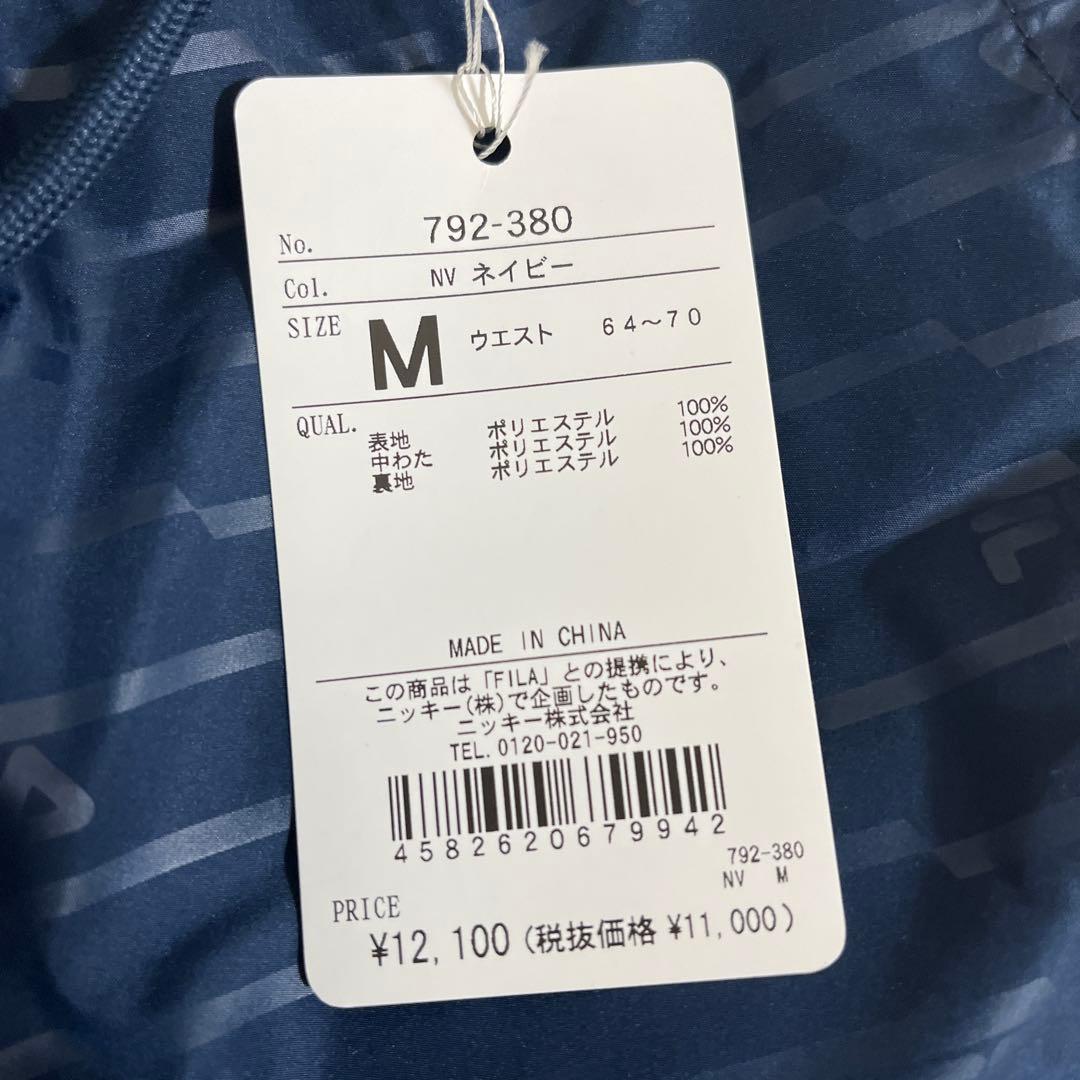 No. 792-380
Col. NV ネイビー
SIZE M ウエスト 64～70
QUAL. 表地 ポリエステル 100%
中わた ポリエステル 100%
裏地 ポリエステル 100%
MADE IN CHINA
この商品は「FILA」との提携により、
ニッキー(株)で企画したものです。
ニッキー株式会社
TEL. 0120-021-950
4582620679942
792-380
NV M
PRICE
¥12,100 (税抜価格 ¥11,000)